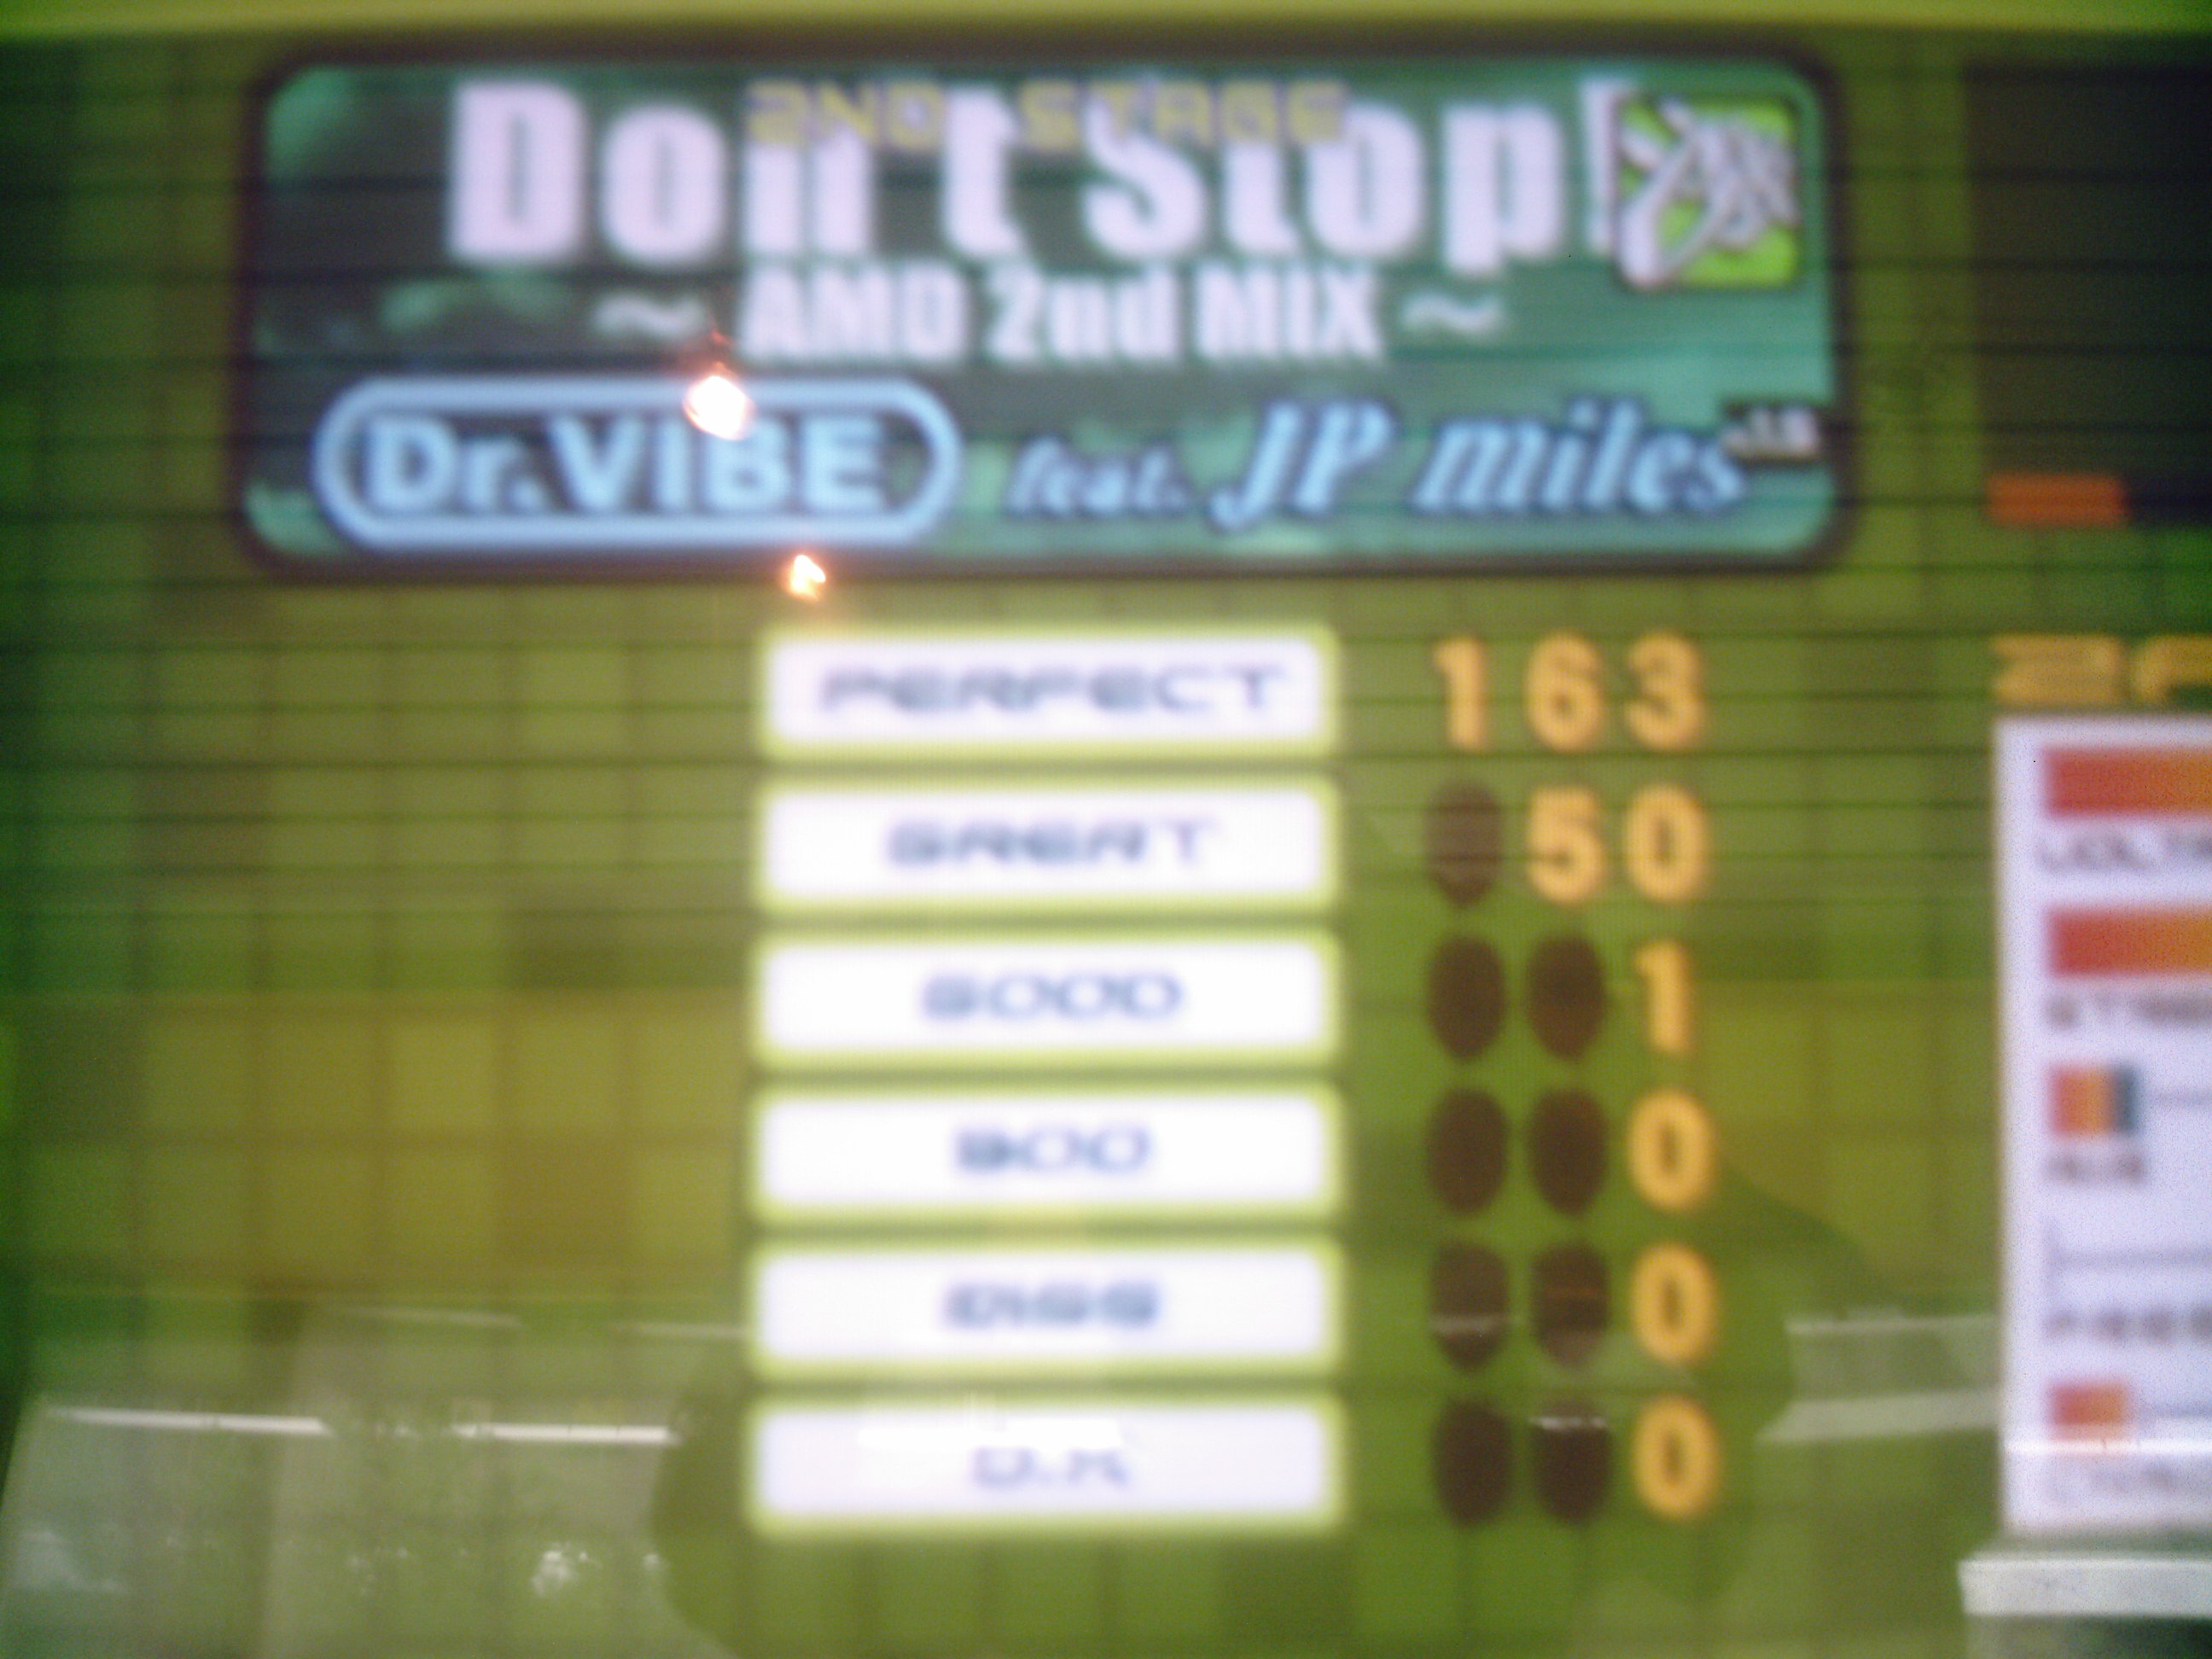 2ND STAGE
Don't Stop!
～ AMD 2nd MIX ～
Dr.VIBE feat. JP miles
PERFECT 163
GREAT 50
GOOD 1
BOO 0
MISS 0
O.K 0